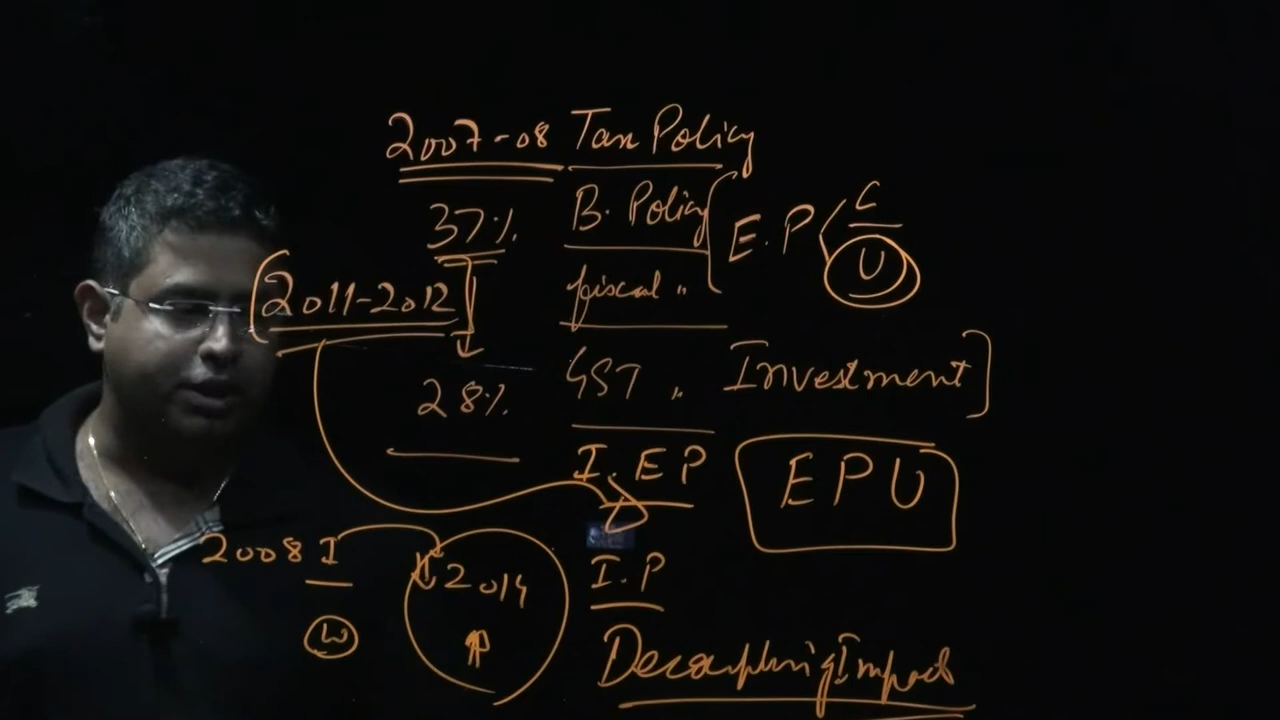 2007-08 Tax Policy
37% B. Policy E.P C
U
2011-2012 fiscal "
28% GST " Investment]
I. EP EPU
2008 I 2014 I.P
W
Decoupling Impact